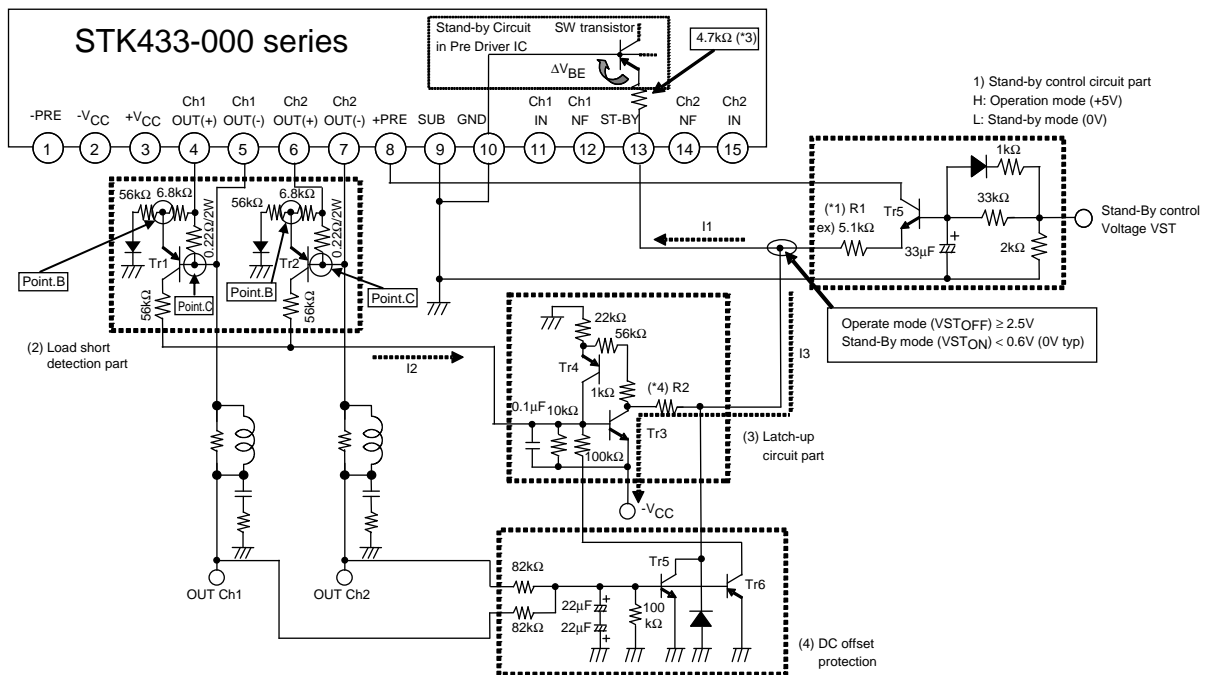 STK433-000 series
Stand-by Circuit
in Pre Driver IC
SW transistor
ΔVBE
4.7kΩ (*3)
1) Stand-by control circuit part
H: Operation mode (+5V)
L: Stand-by mode (0V)
-PRE
-VCC
+VCC
Ch1
OUT(+)
Ch1
OUT(-)
Ch2
OUT(+)
Ch2
OUT(-)
+PRE
SUB
GND
Ch1
IN
Ch1
NF
ST-BY
Ch2
NF
Ch2
IN
1 2 3 4 5 6 7 8 9 10 11 12 13 14 15
1kΩ
33kΩ
2kΩ
33μF
Tr5
(*1) R1
ex) 5.1kΩ
Stand-By control
Voltage VST
I1
56kΩ
6.8kΩ
0.22Ω/2W
Tr1
56kΩ
56kΩ
6.8kΩ
0.22Ω/2W
Tr2
56kΩ
Point.B
Point.C
Point.B
Point.C
(2) Load short
detection part
I2
Operate mode (VSTOFF) ≥ 2.5V
Stand-By mode (VSTON) < 0.6V (0V typ)
I3
22kΩ
56kΩ
Tr4
1kΩ
(*4) R2
0.1μF
10kΩ
Tr3
100kΩ
(3) Latch-up
circuit part
-VCC
OUT Ch1
OUT Ch2
82kΩ
82kΩ
22μF
22μF
100
kΩ
Tr5
Tr6
(4) DC offset
protection